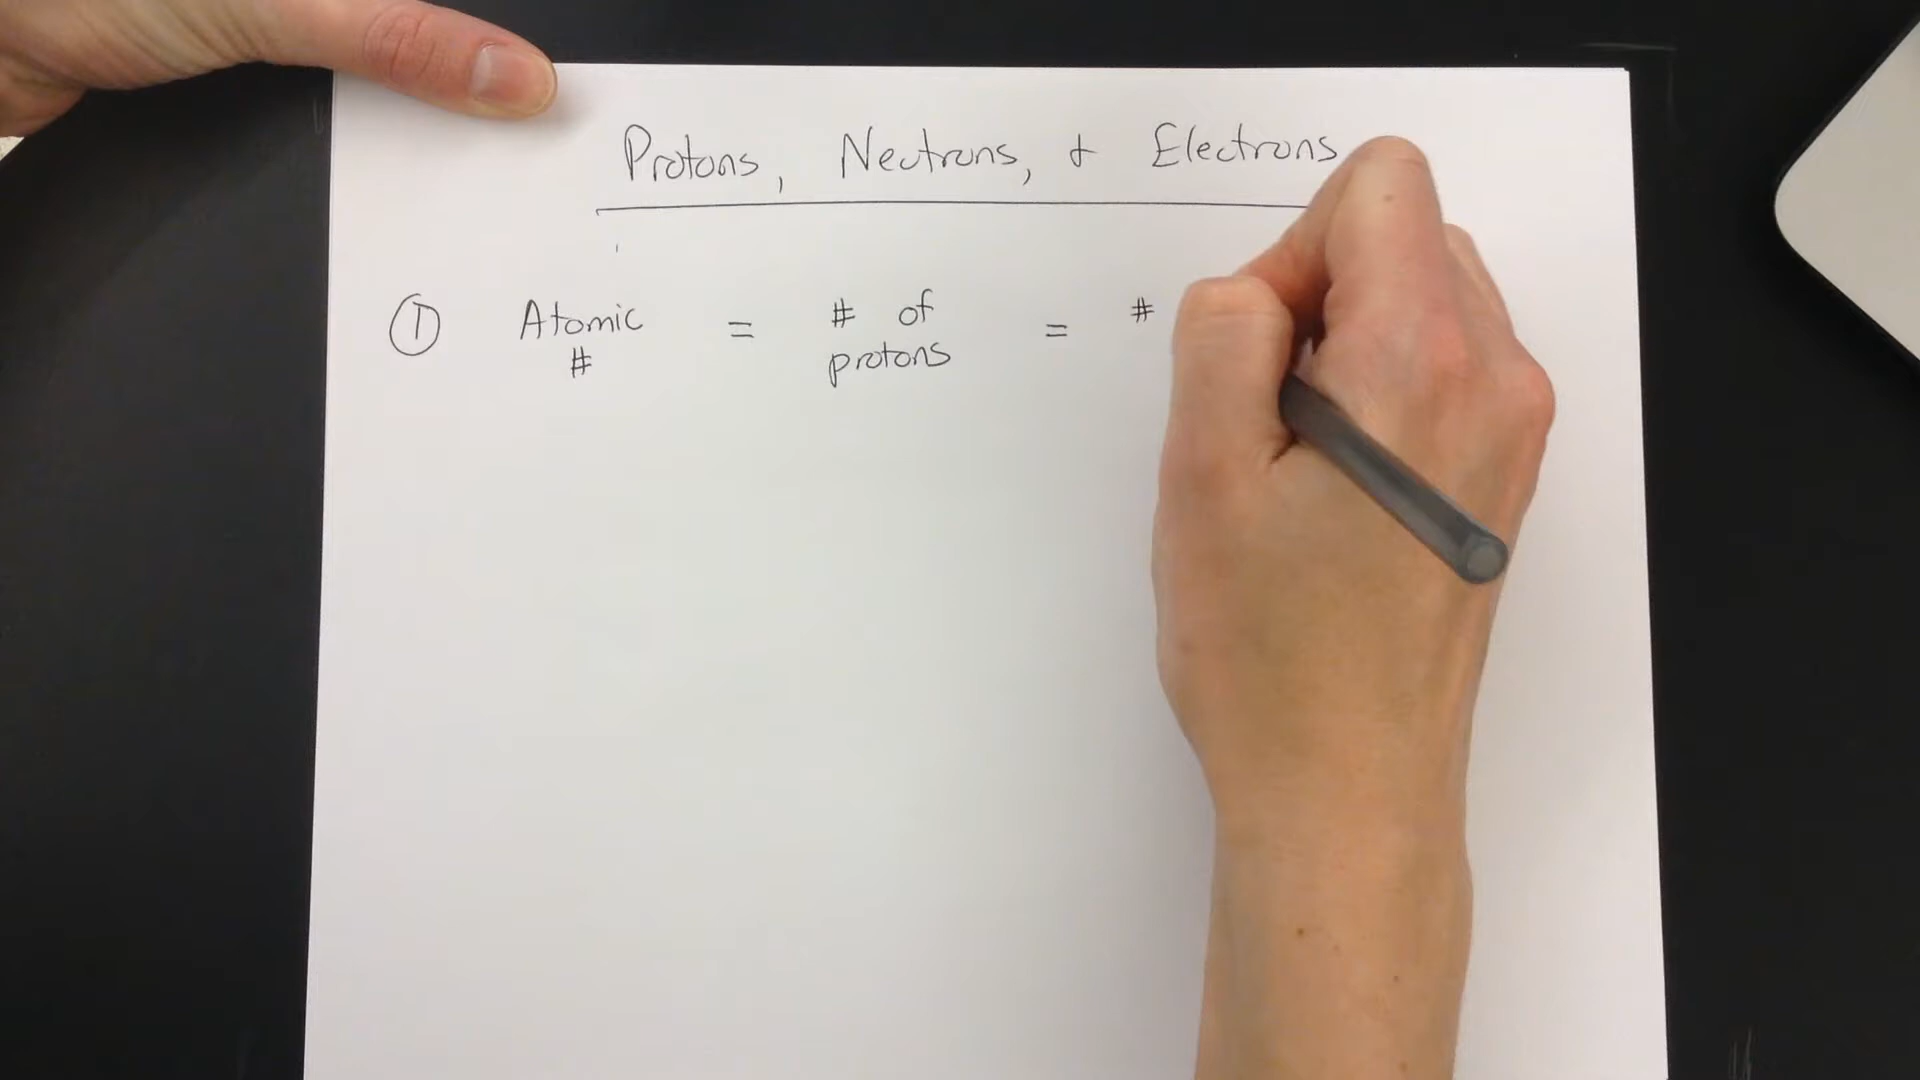 Protons, Neutrons, & Electrons
① Atomic # = # of protons = #